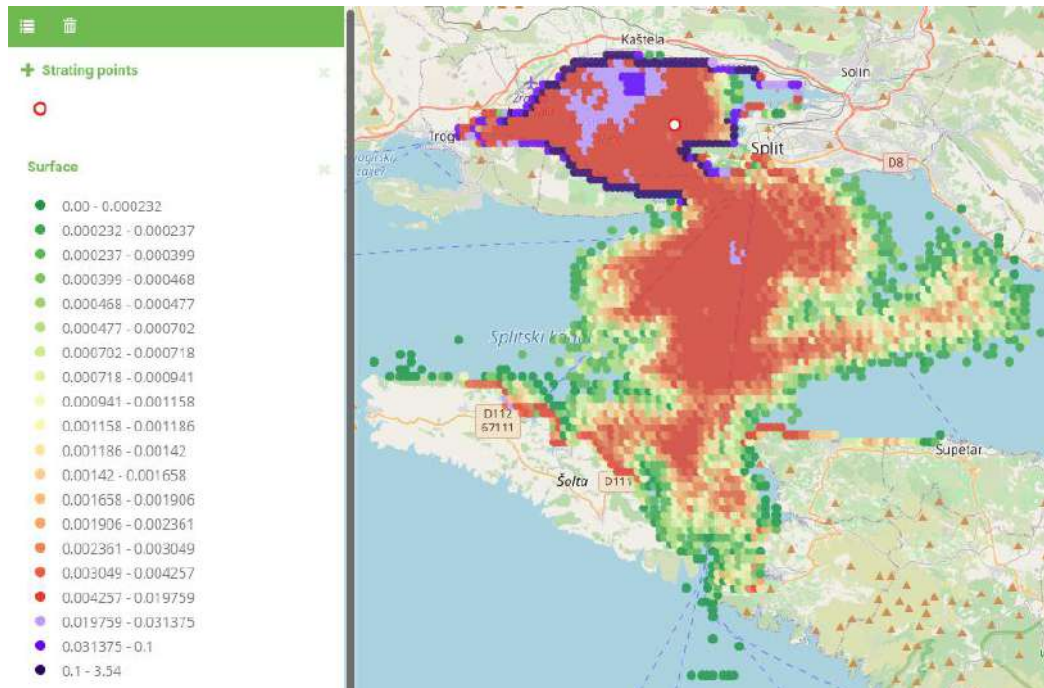 Strating points
Surface
0.00 - 0.000232
0.000232 - 0.000237
0.000237 - 0.000399
0.000399 - 0.000468
0.000468 - 0.000477
0.000477 - 0.000702
0.000702 - 0.000718
0.000718 - 0.000941
0.000941 - 0.001158
0.001158 - 0.001186
0.001186 - 0.00142
0.00142 - 0.001658
0.001658 - 0.001906
0.001906 - 0.002361
0.002361 - 0.003049
0.003049 - 0.004257
0.004257 - 0.019759
0.019759 - 0.031375
0.031375 - 0.1
0.1 - 3.54
Kaštela
Solin
Trog
Split
D8
Splitski
D112
67111
Šolta
D111
Supetar